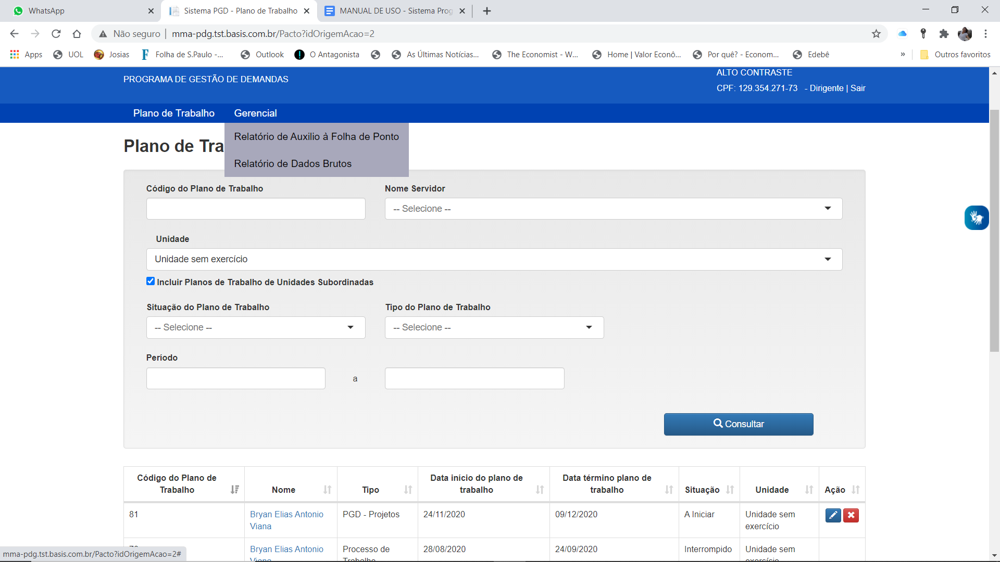 WhatsApp
Sistema PGD - Plano de Trabalho
MANUAL DE USO - Sistema Prog
Não seguro | mma-pdg.tst.basis.com.br/Pacto?idOrigemAcao=2
Apps
UOL
Josias
Folha de S.Paulo -...
Outlook
O Antagonista
As Últimas Notícias...
The Economist - W...
Home | Valor Econô...
Por quê? - Econom...
Edebê
»
Outros favoritos
ALTO CONTRASTE
PROGRAMA DE GESTÃO DE DEMANDAS
CPF: 129.354.271-73 - Dirigente | Sair
Plano de Trabalho
Gerencial
Relatório de Auxilio à Folha de Ponto
Relatório de Dados Brutos
Plano de Tra
Código do Plano de Trabalho
Nome Servidor
-- Selecione --
Unidade
Unidade sem exercício
Incluir Planos de Trabalho de Unidades Subordinadas
Situação do Plano de Trabalho
Tipo do Plano de Trabalho
-- Selecione --
-- Selecione --
Período
a
Consultar
Código do Plano de
Trabalho
Nome
Tipo
Data início do plano de
trabalho
Data término plano de
trabalho
Situação
Unidade
Ação
81
Bryan Elias Antonio
Viana
PGD - Projetos
24/11/2020
09/12/2020
A Iniciar
Unidade sem
exercício
Bryan Elias Antonio
Viana
Processo de
Trabalho
28/08/2020
24/09/2020
Interrompido
Unidade sem
exercício
mma-pdg.tst.basis.com.br/Pacto?idOrigemAcao=2#